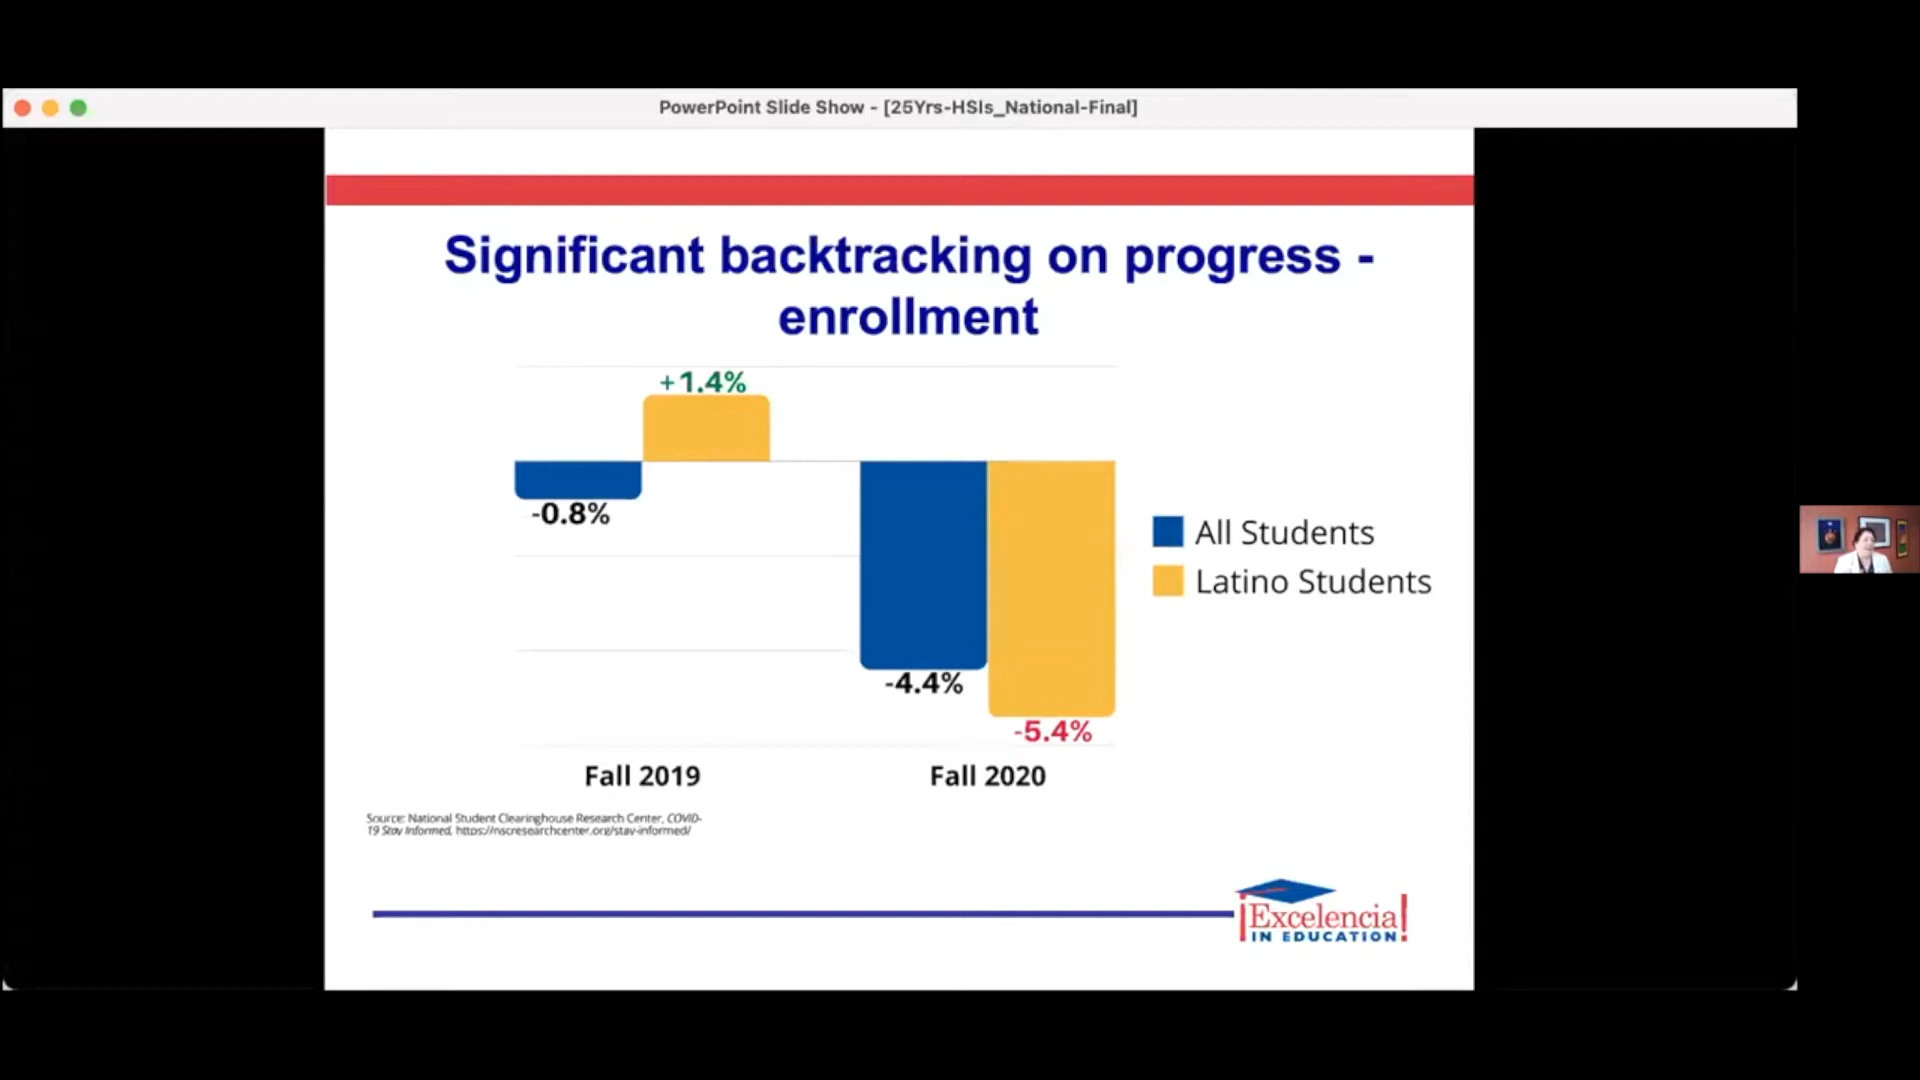 PowerPoint Slide Show - [25Yrs-HSIs_National-Final]
Significant backtracking on progress -
enrollment
+1.4%
-0.8%
-4.4%
-5.4%
All Students
Latino Students
Fall 2019
Fall 2020
Source: National Student Clearinghouse Research Center, COVID-
19 Stay Informed, https://nscresearchcenter.org/stay-informed/
¡Excelencia!
IN EDUCATION